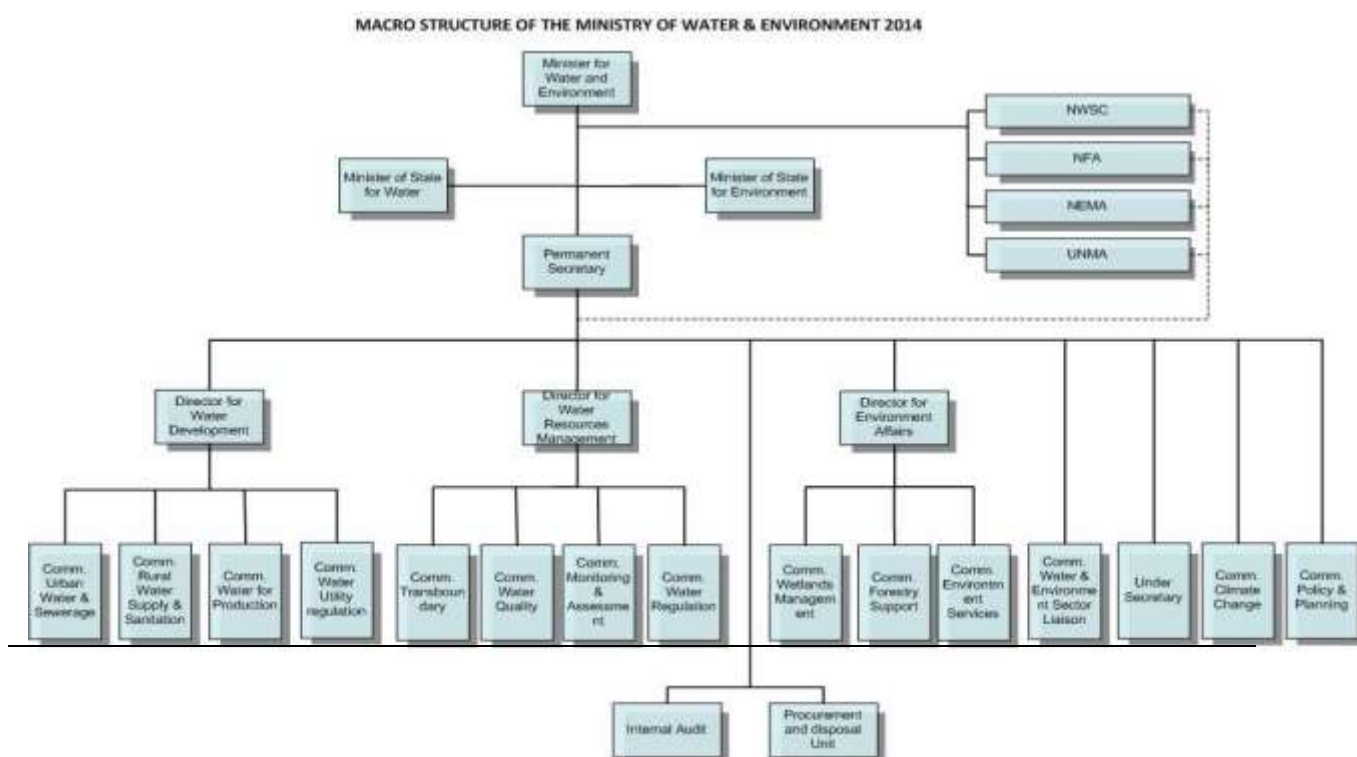 MACRO STRUCTURE OF THE MINISTRY OF WATER & ENVIRONMENT 2014
Minister for
Water and
Environment
NWSC
NFA
NEMA
UNMA
Minister of State
for Water
Minister of State
for Environment
Permanent
Secretary
Director for
Water
Development
Director for
Water
Resources
Management
Director for
Environment
Affairs
Comm.
Urban
Water &
Sewerage
Comm.
Rural
Water
Supply &
Sanitation
Comm.
Water for
Production
Comm.
Water
Utility
regulation
Comm.
Transboun
dary
Comm.
Water
Quality
Comm.
Monitoring
&
Assessme
nt
Comm.
Water
Regulation
Comm.
Wetlands
Manageme
nt
Comm.
Forestry
Support
Comm.
Environm
ent
Services
Comm.
Water &
Environme
nt Sector
Liaison
Under
Secretary
Comm.
Climate
Change
Comm.
Policy &
Planning
Internal Audit
Procurement
and disposal
Unit